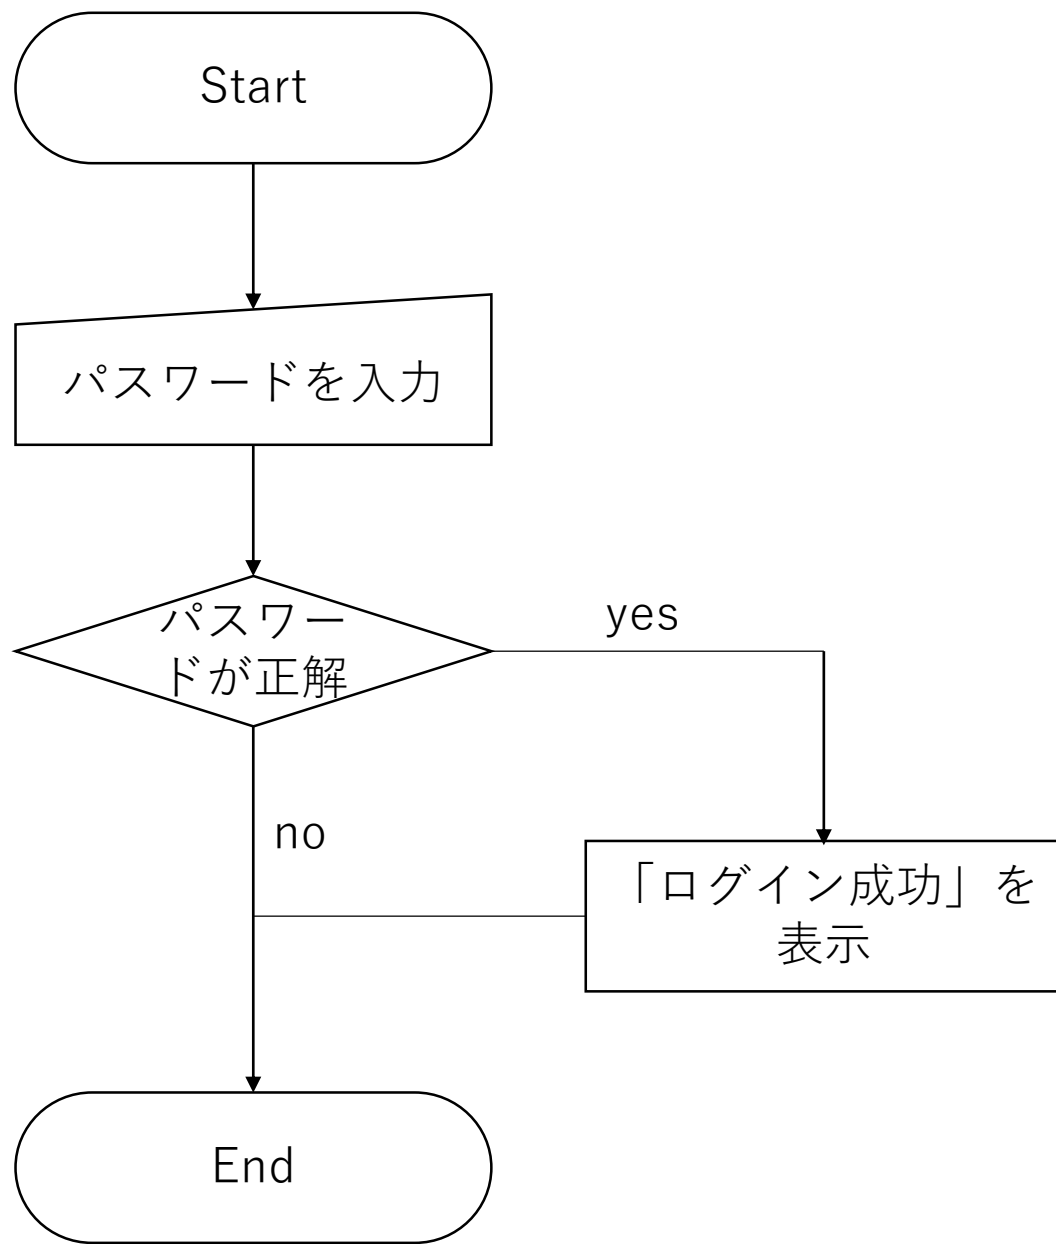 Start
パスワードを入力
パスワー
ドが正解
yes
no
「ログイン成功」を
表示
End